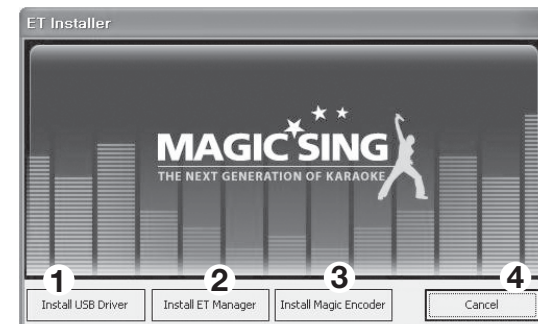 ET Installer
MAGIC SING
THE NEXT GENERATION OF KARAOKE
1 2 3 4
Install USB Driver Install ET Manager Install Magic Encoder Cancel